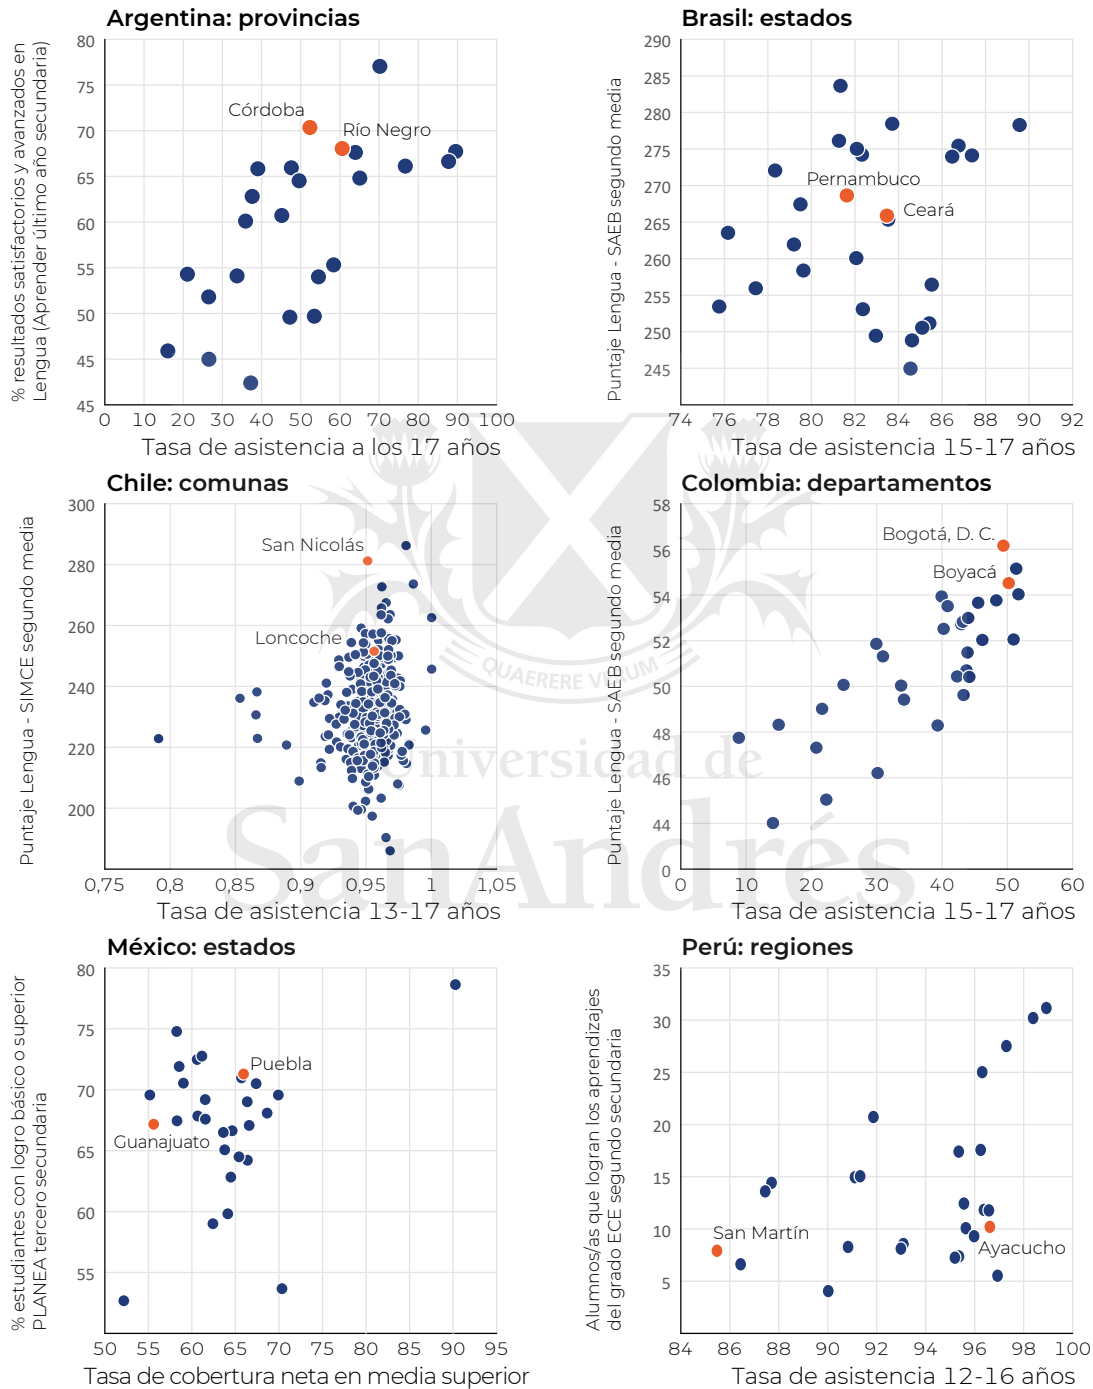 Argentina: provincias
% resultados satisfactorios y avanzados en
Lengua (Aprender último año secundaria)
80
75
70
65
60
55
50
45
45
Córdoba
Río Negro
0 10 20 30 40 50 60 70 80 90 100
Tasa de asistencia a los 17 años
Brasil: estados
Puntaje Lengua - SAEB segundo media
290
285
280
275
270
265
260
255
250
245
Pernambuco
Ceará
74 76 78 80 82 84 86 88 90 92
Tasa de asistencia 15-17 años
Chile: comunas
Puntaje Lengua - SIMCE segundo media
300
280
260
240
220
200
San Nicolás
Loncoche
0,75 0,8 0,85 0,9 0,95 1 1,05
Tasa de asistencia 13-17 años
Colombia: departamentos
Puntaje Lengua - SAEB segundo media
58
56
54
52
50
48
46
44
0
Bogotá, D. C.
Boyacá
0 10 20 30 40 50 60
Tasa de asistencia 15-17 años
México: estados
% estudiantes con logro básico o superior
PLANEA tercero secundaria
80
75
70
65
60
55
Puebla
Guanajuato
50 55 60 65 70 75 80 85 90 95
Tasa de cobertura neta en media superior
Perú: regiones
Alumnos/as que logran los aprendizajes
del grado ECE segundo secundaria
35
30
25
20
15
10
5
San Martín
Ayacucho
84 86 88 90 92 94 96 98 100
Tasa de asistencia 12-16 años
QUAERERE VERUM
Universidad de
SanAndrés